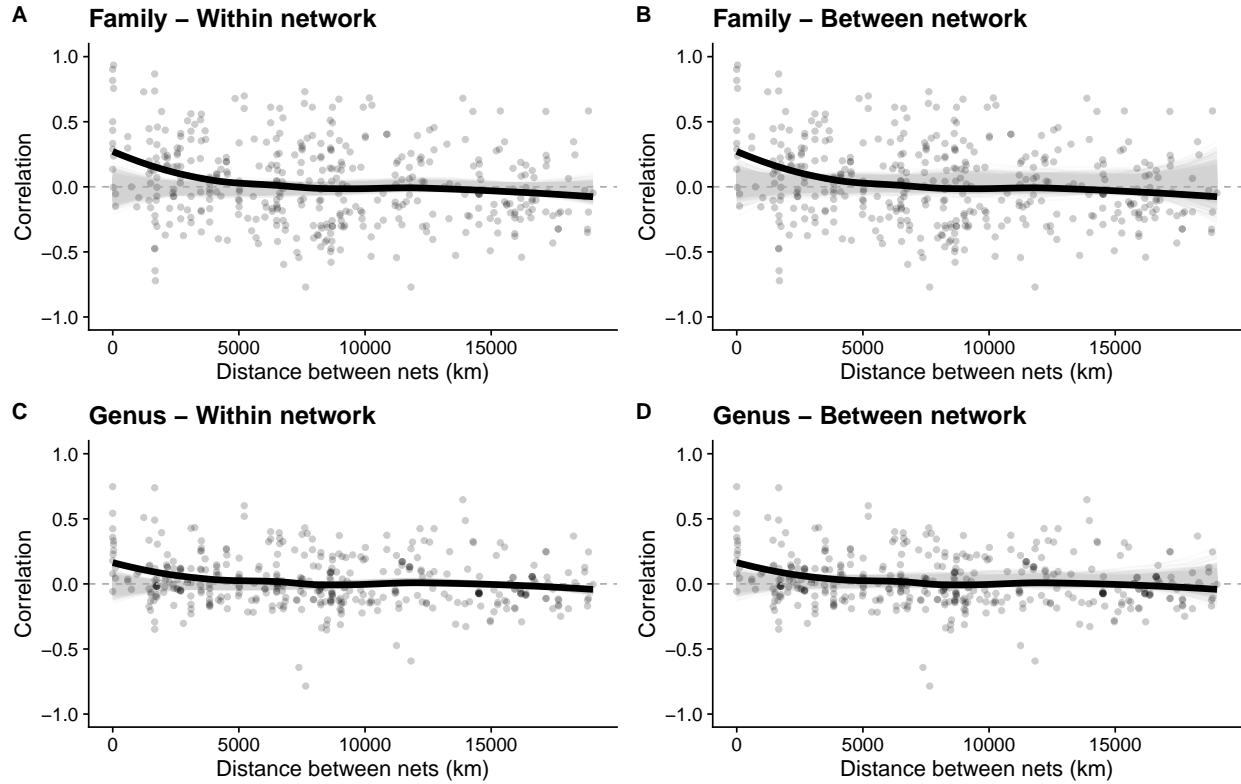 A
Family – Within network
1.0
0.5
0.0
−0.5
−1.0
Correlation
0
5000
10000
15000
Distance between nets (km)
B
Family – Between network
1.0
0.5
0.0
−0.5
−1.0
Correlation
0
5000
10000
15000
Distance between nets (km)
C
Genus – Within network
1.0
0.5
0.0
−0.5
−1.0
Correlation
0
5000
10000
15000
Distance between nets (km)
D
Genus – Between network
1.0
0.5
0.0
−0.5
−1.0
Correlation
0
5000
10000
15000
Distance between nets (km)